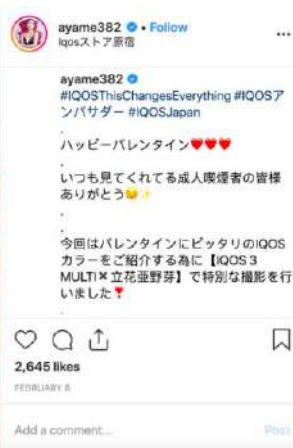 ayame382 • Follow
Iqosストア原宿
ayame382
#IQOSThisChangesEverything #IQOSア
ンバサダー #IQOSJapan
.
ハッピーバレンタイン❤❤❤
.
いつも見てくれてる成人喫煙者の皆様
ありがとう😉✨
.
.
今回はバレンタインにピッタリのIQOS
カラーをご紹介する為に【IQOS 3
MULTI✖立花亜野芽】で特別な撮影を行
いました❣
.
2,645 likes
FEBRUARY 8
Add a comment...
Post